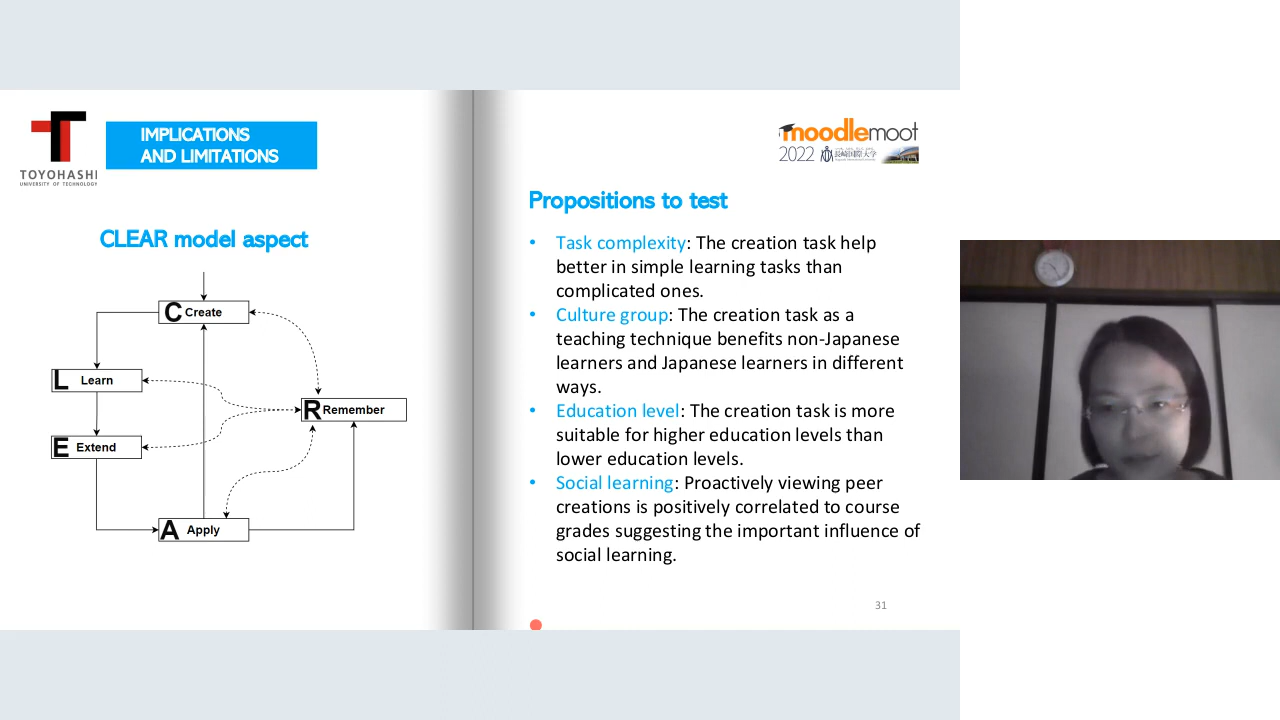 TOYOHASHI
UNIVERSITY OF TECHNOLOGY
IMPLICATIONS
AND LIMITATIONS
CLEAR model aspect
C Create
L Learn
R Remember
E Extend
A Apply
moodlemoot
2022
Propositions to test
• Task complexity: The creation task help
better in simple learning tasks than
complicated ones.
• Culture group: The creation task as a
teaching technique benefits non-Japanese
learners and Japanese learners in different
ways.
• Education level: The creation task is more
suitable for higher education levels than
lower education levels.
• Social learning: Proactively viewing peer
creations is positively correlated to course
grades suggesting the important influence of
social learning.
31